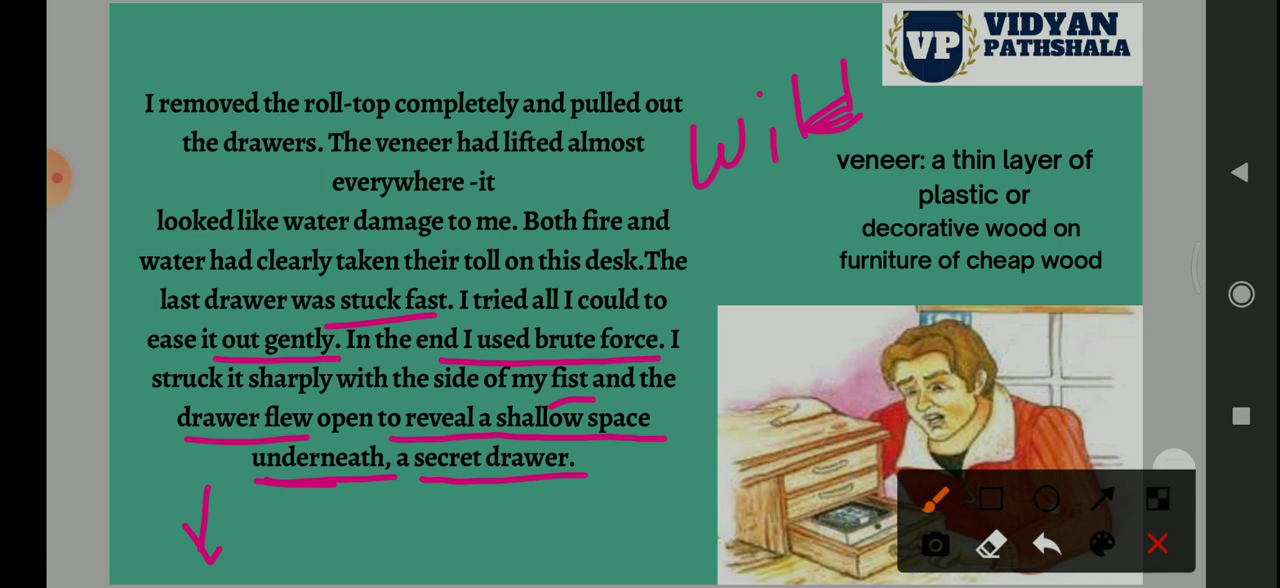 VP
VIDYAN
PATHSHALA
I removed the roll-top completely and pulled out
the drawers. The veneer had lifted almost
everywhere -it
looked like water damage to me. Both fire and
water had clearly taken their toll on this desk.The
last drawer was stuck fast. I tried all I could to
ease it out gently. In the end I used brute force. I
struck it sharply with the side of my fist and the
drawer flew open to reveal a shallow space
underneath, a secret drawer.
veneer: a thin layer of
plastic or
decorative wood on
furniture of cheap wood